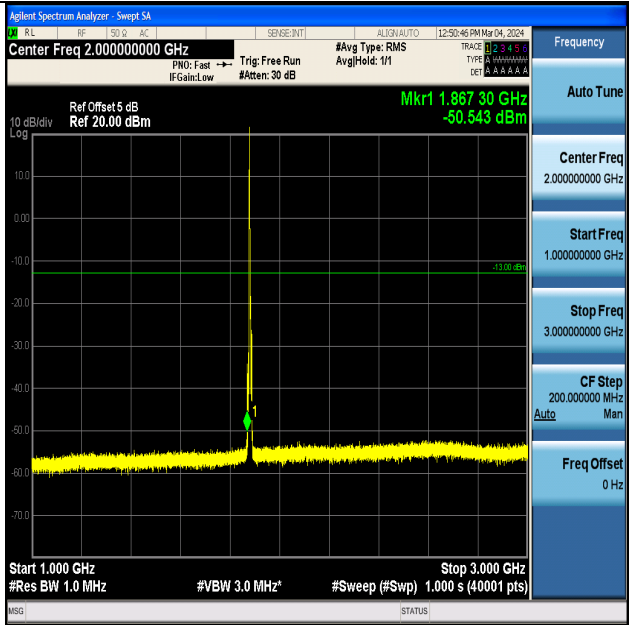 Agilent Spectrum Analyzer - Swept SA
RL RF 50 Ω AC SENSE:INT ALIGN AUTO 12:50:46 PM Mar 04, 2024
Center Freq 2.000000000 GHz
PNO: Fast
IFGain:Low
Trig: Free Run
#Atten: 30 dB
#Avg Type: RMS
Avg|Hold: 1/1
TRACE 1 2 3 4 5 6
TYPE A
DET A A A A A A
Frequency
Mkr1 1.867 30 GHz
-50.543 dBm
Ref Offset 5 dB
10 dB/div Ref 20.00 dBm
Log
10.0
0.00
-10.0
-20.0
-30.0
-40.0
-50.0
-60.0
-70.0
-13.00 dBm
1
Start 1.000 GHz Stop 3.000 GHz
#Res BW 1.0 MHz #VBW 3.0 MHz* #Sweep (#Swp) 1.000 s (40001 pts)
Auto Tune
Center Freq
2.000000000 GHz
Start Freq
1.000000000 GHz
Stop Freq
3.000000000 GHz
CF Step
200.000000 MHz
Auto Man
Freq Offset
0 Hz
MSG STATUS